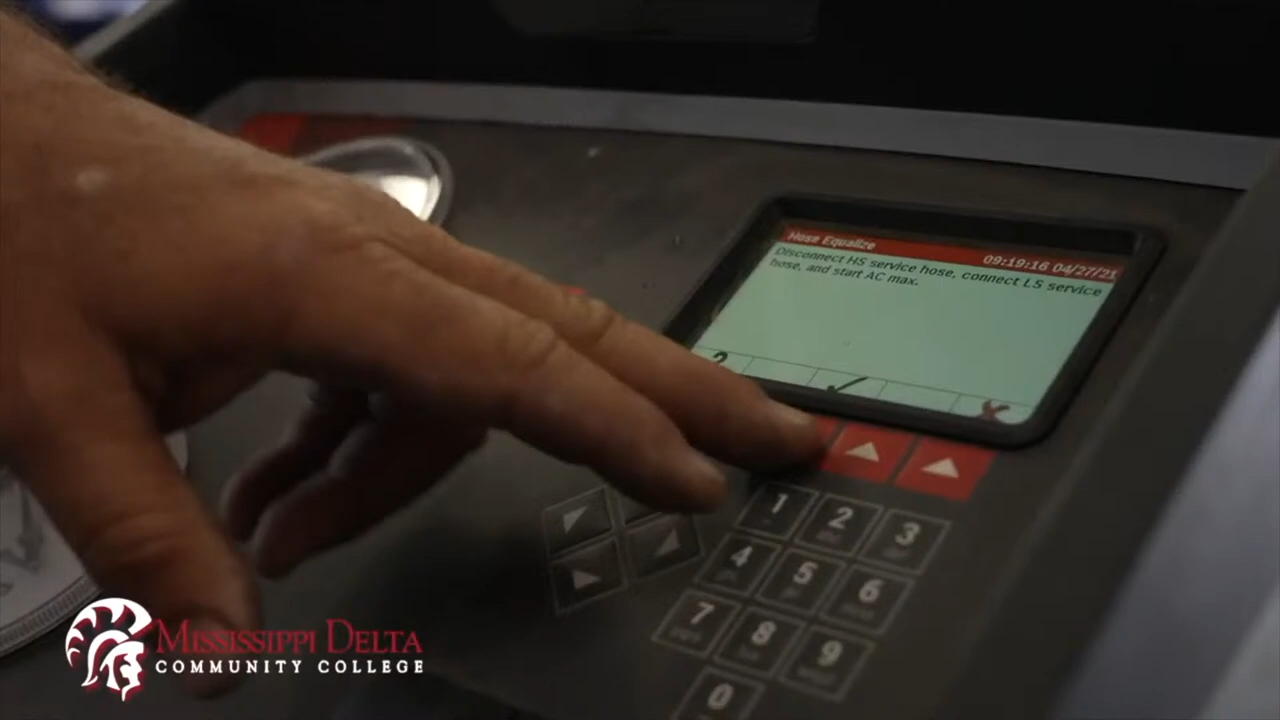 Hose Equalize
09:19:16 04/27/21
Disconnect HS service hose, connect LS service
hose, and start AC max.
?
1 2 3
4 5 6
7 8 9
0
MISSISSIPPI DELTA
COMMUNITY COLLEGE